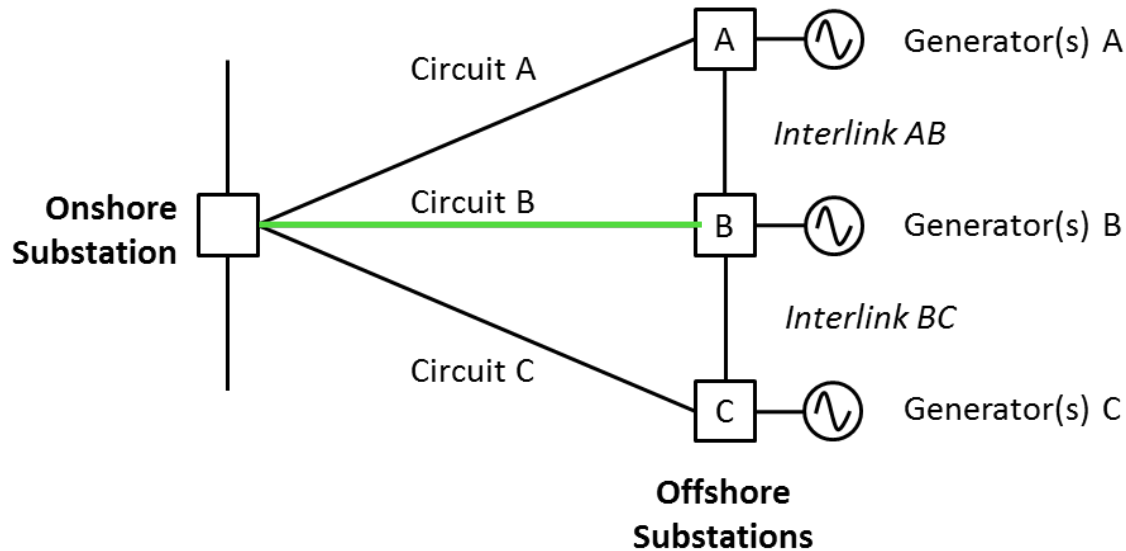 A
Generator(s) A
Circuit A
Interlink AB
Onshore
Substation
Circuit B
B
Generator(s) B
Interlink BC
Circuit C
C
Generator(s) C
Offshore
Substations